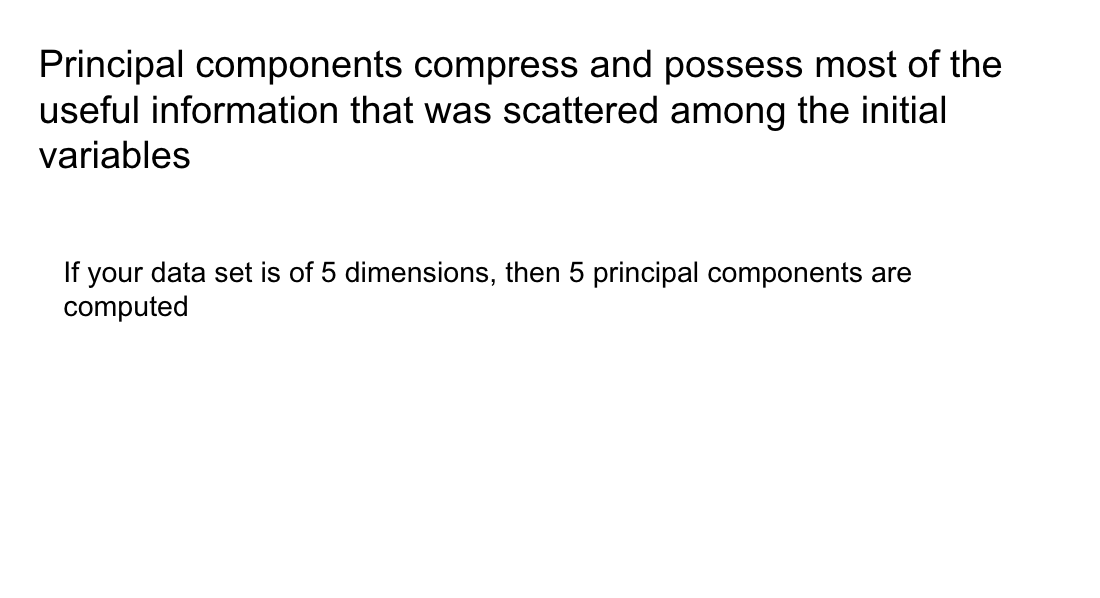 Principal components compress and possess most of the
useful information that was scattered among the initial
variables
If your data set is of 5 dimensions, then 5 principal components are
computed